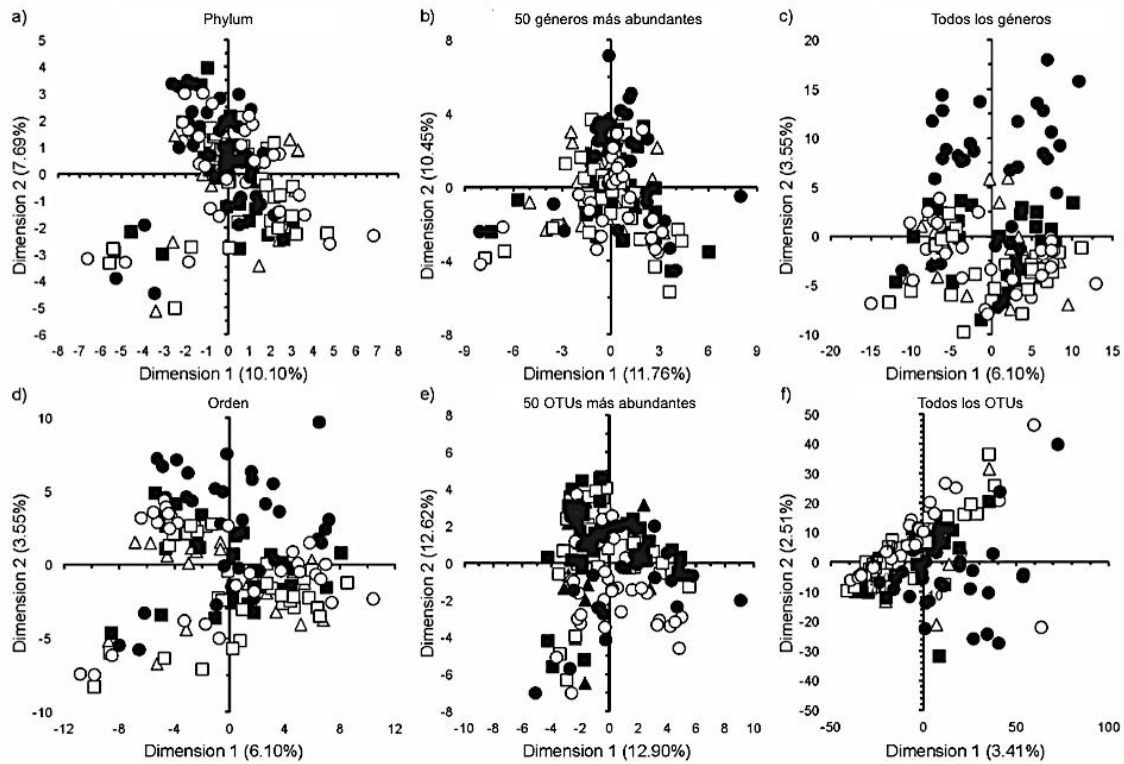 a) Phylum
5
4
3
2
1
0
-1
-2
-3
-4
-5
-6
Dimension 2 (7.69%)
-8 -7 -6 -5 -4 -3 -2 -1 0 1 2 3 4 5 6 7 8
Dimension 1 (10.10%)
b) 50 géneros más abundantes
8
4
0
-4
-8
Dimension 2 (10.45%)
-9 -6 -3 0 3 6 9
Dimension 1 (11.76%)
c) Todos los géneros
20
15
10
5
0
-5
-10
Dimension 2 (3.55%)
-20 -15 -10 -5 0 5 10 15
Dimension 1 (6.10%)
d) Orden
10
5
0
-5
-10
Dimension 2 (3.55%)
-12 -8 -4 0 4 8 12
Dimension 1 (6.10%)
e) 50 OTUs más abundantes
8
6
4
2
0
-2
-4
-6
-8
Dimension 2 (12.62%)
-10 -8 -6 -4 -2 0 2 4 6 8 10
Dimension 1 (12.90%)
f) Todos los OTUs
50
40
30
20
10
0
-10
-20
-30
-40
-50
Dimension 2 (2.51%)
-50 0 50 100
Dimension 1 (3.41%)